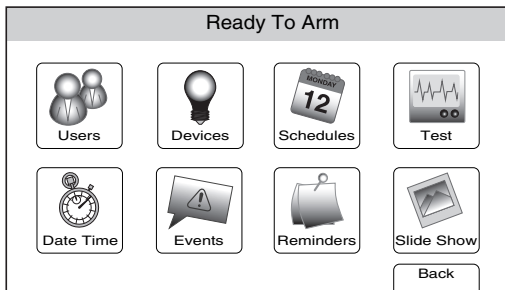 Ready To Arm
Users
Devices
MONDAY
12
Schedules
Test
Date Time
Events
Reminders
Slide Show
Back